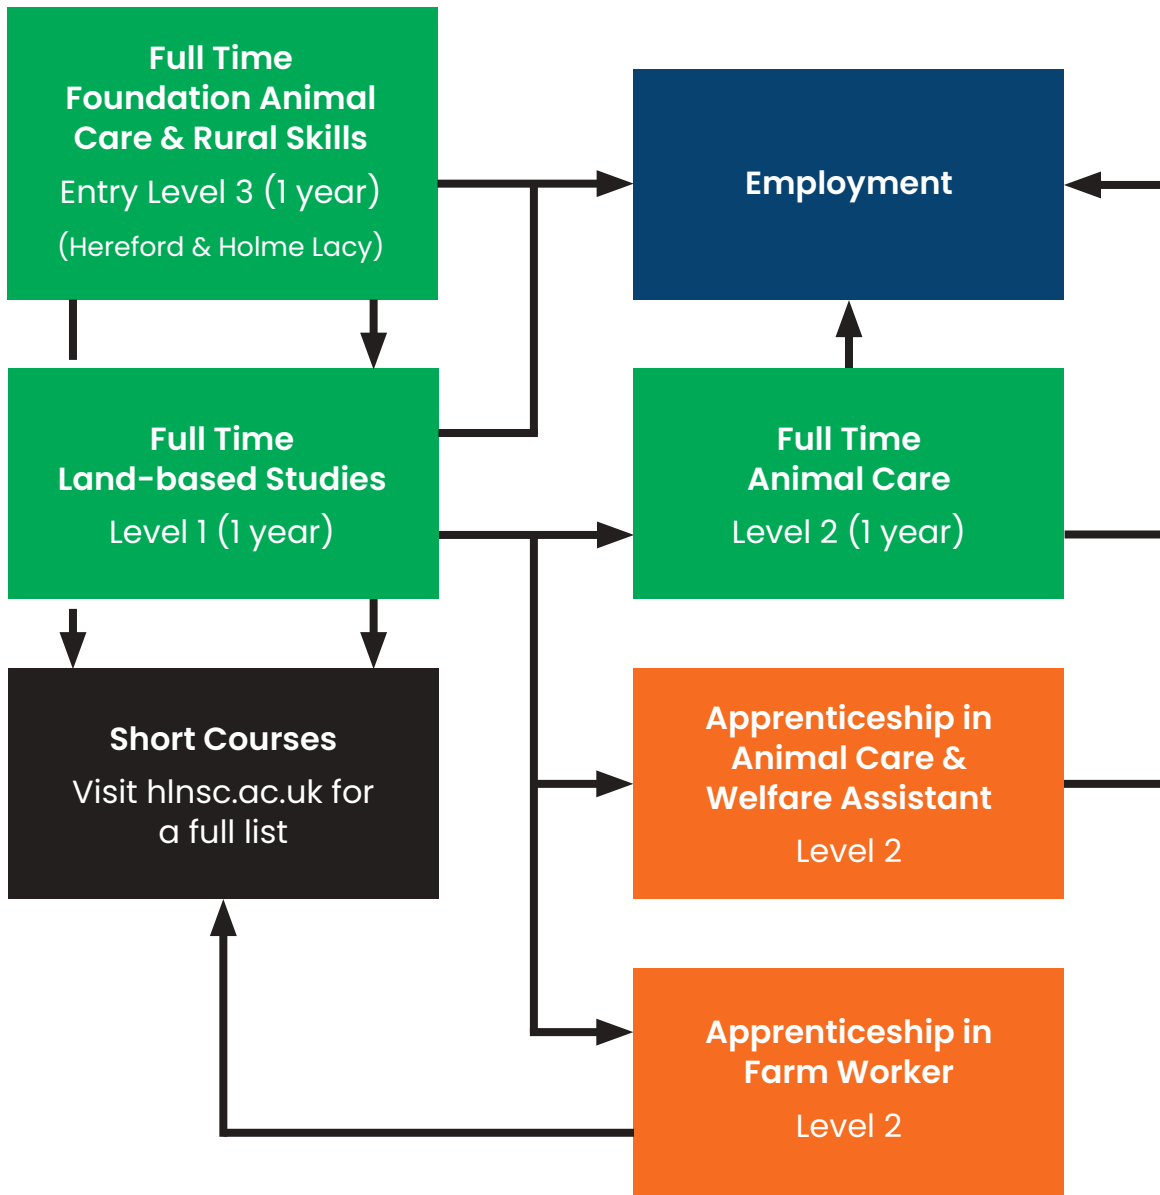 Full Time
Foundation Animal
Care & Rural Skills
Entry Level 3 (1 year)
(Hereford & Holme Lacy)
Employment
Full Time
Land-based Studies
Level 1 (1 year)
Full Time
Animal Care
Level 2 (1 year)
Short Courses
Visit hlnsc.ac.uk for
a full list
Apprenticeship in
Animal Care &
Welfare Assistant
Level 2
Apprenticeship in
Farm Worker
Level 2